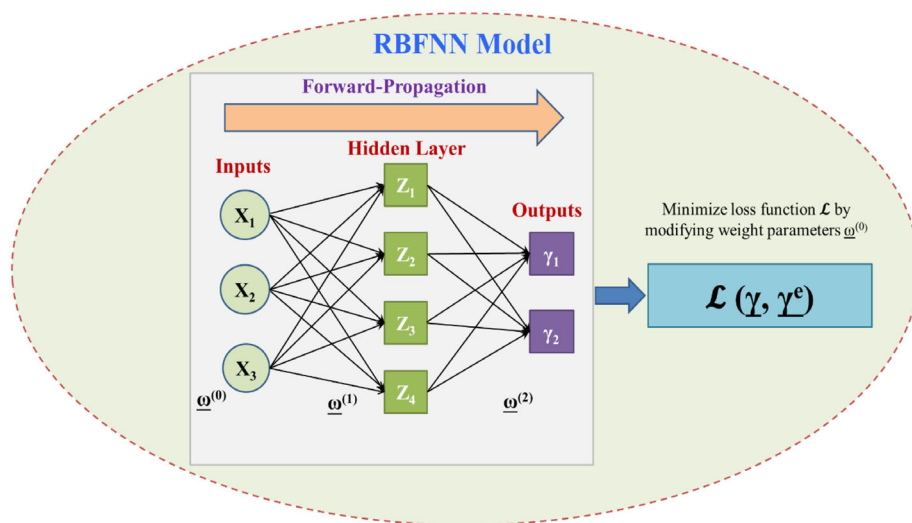 RBFNN Model
Forward-Propagation
Hidden Layer
Inputs
Outputs
X₁
X₂
X₃
Z₁
Z₂
Z₃
Z₄
γ₁
γ₂
ω⁽⁰⁾
ω⁽¹⁾
ω⁽²⁾
Minimize loss function ℒ by
modifying weight parameters ω⁽⁰⁾
ℒ (γ, γᵉ)